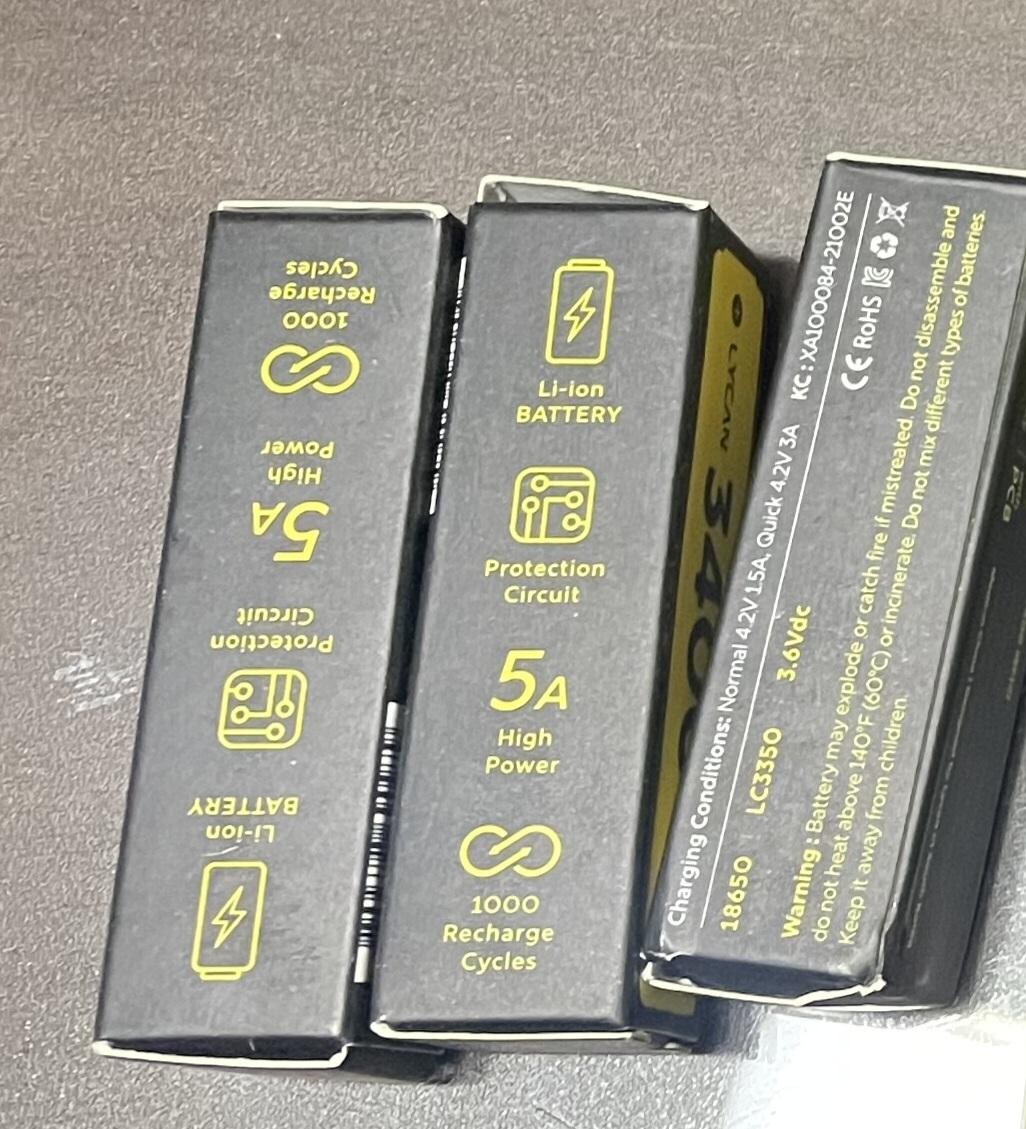 1000
Recharge
Cycles
5A
High
Power
Protection
Circuit
Li-ion
BATTERY
Li-ion
BATTERY
Protection
Circuit
5A
High
Power
1000
Recharge
Cycles
LYCAN 3400
Charging Conditions: Normal 4.2V 1.5A, Quick 4.2V 3A KC : XA100084-21002E
18650 LC3350 3.6Vdc CE RoHS
Warning : Battery may explode or catch fire if mistreated. Do not disassemble and
do not heat above 140°F (60°C) or incinerate. Do not mix different types of batteries.
Keep it away from children.